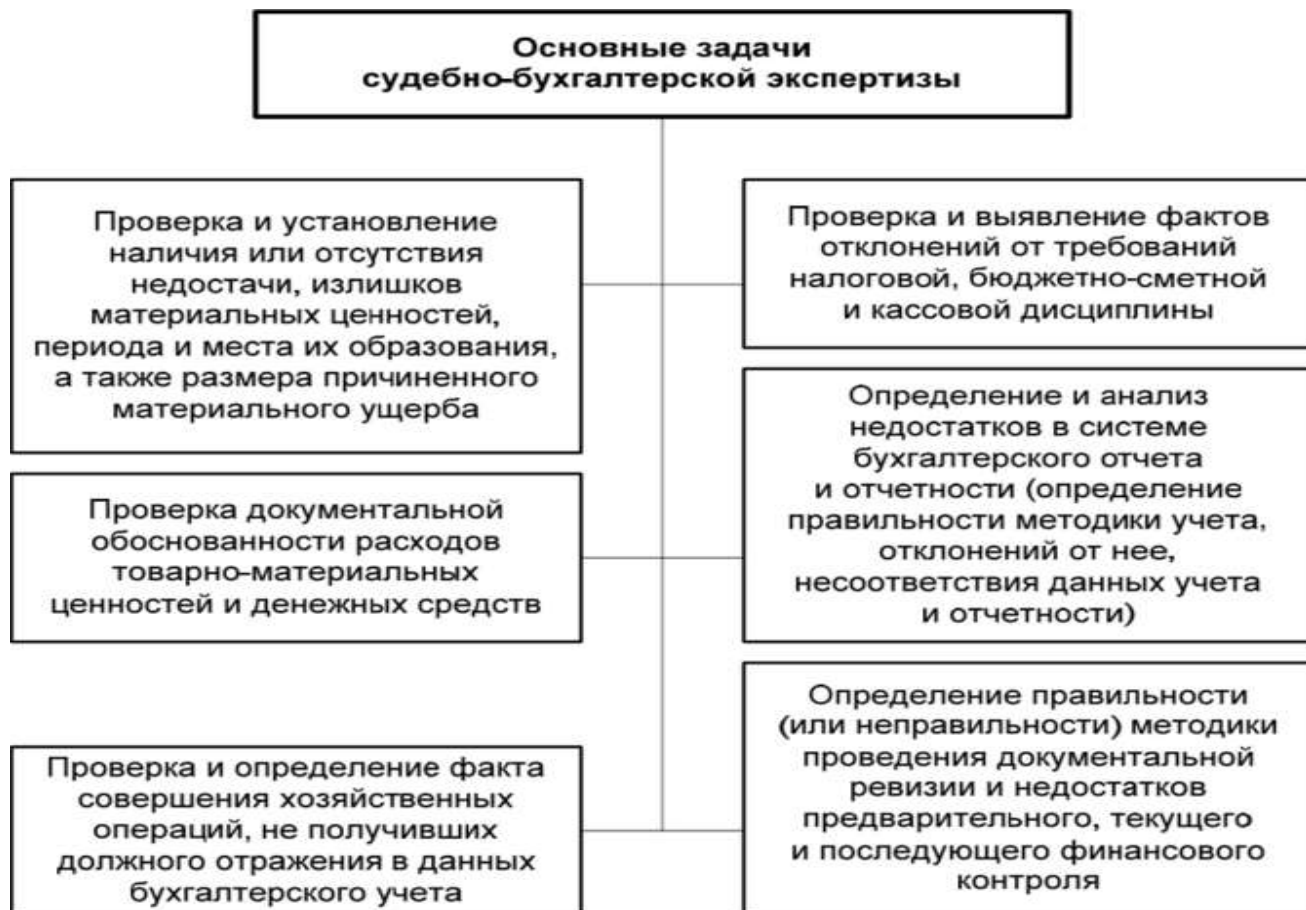 Основные задачи
судебно-бухгалтерской экспертизы
Проверка и установление
наличия или отсутствия
недостачи, излишков
материальных ценностей,
периода и места их образования,
а также размера причиненного
материального ущерба
Проверка документальной
обоснованности расходов
товарно-материальных
ценностей и денежных средств
Проверка и определение факта
совершения хозяйственных
операций, не получивших
должного отражения в данных
бухгалтерского учета
Проверка и выявление фактов
отклонений от требований
налоговой, бюджетно-сметной
и кассовой дисциплины
Определение и анализ
недостатков в системе
бухгалтерского отчета
и отчетности (определение
правильности методики учета,
отклонений от нее,
несоответствия данных учета
и отчетности)
Определение правильности
(или неправильности) методики
проведения документальной
ревизии и недостатков
предварительного, текущего
и последующего финансового
контроля